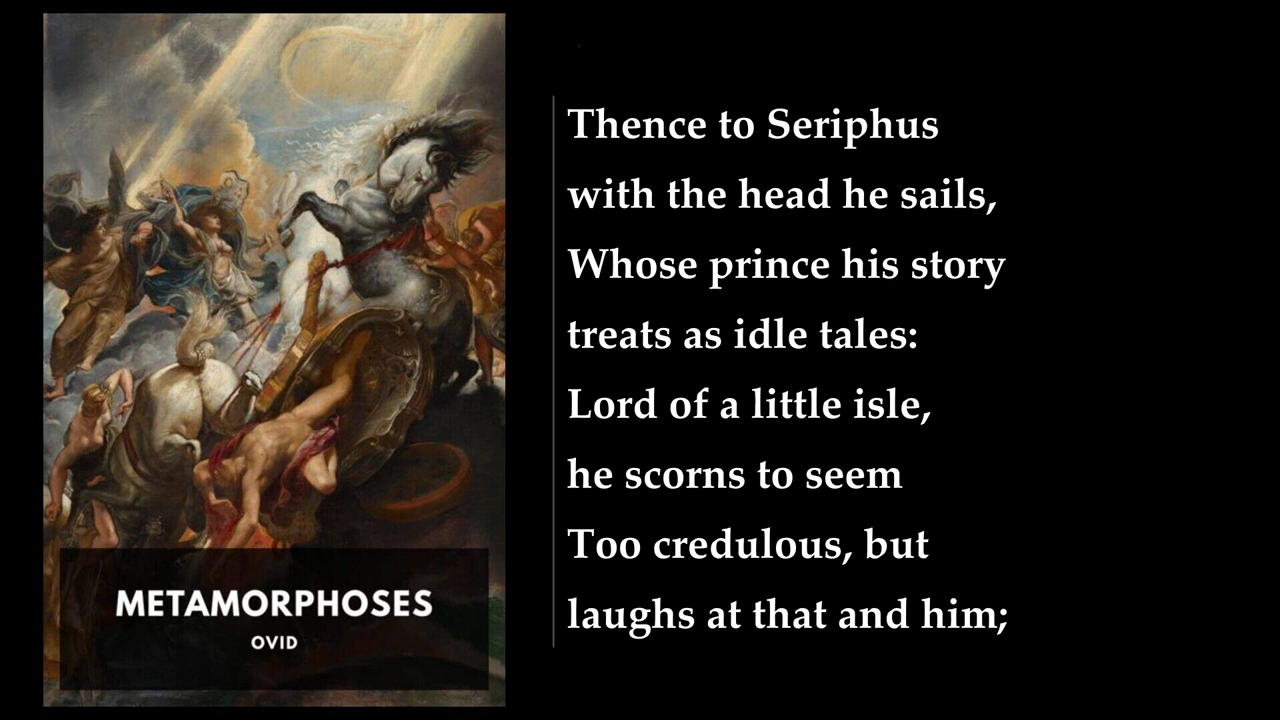 METAMORPHOSES
OVID
Thence to Seriphus
with the head he sails,
Whose prince his story
treats as idle tales:
Lord of a little isle,
he scorns to seem
Too credulous, but
laughs at that and him;